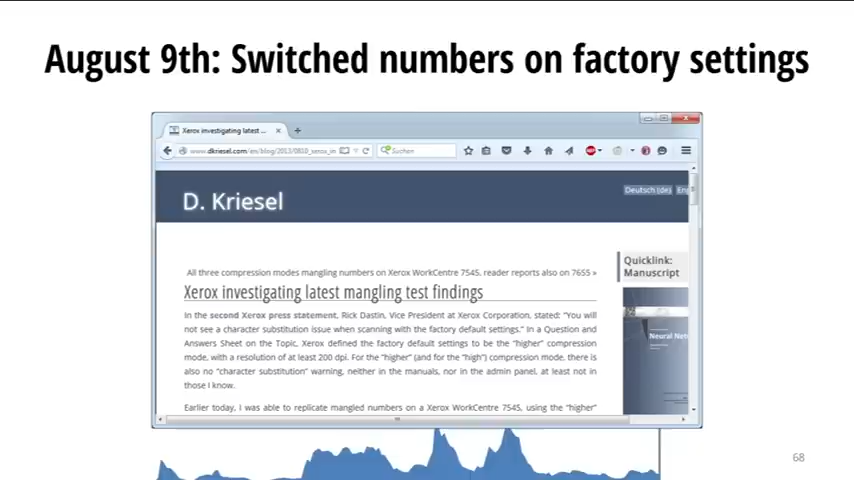 August 9th: Switched numbers on factory settings
Xerox investigating latest ...
www.dkriesel.com/en/blog/2013/0810_xerox_in
Suchen
Deutsch (de)
En
D. Kriesel
Quicklink:
Manuscript
All three compression modes mangling numbers on Xerox WorkCentre 7545, reader reports also on 7655 »
Xerox investigating latest mangling test findings
In the second Xerox press statement, Rick Dastin, Vice President at Xerox Corporation, stated: “You will
not see a character substitution issue when scanning with the factory default settings.” In a Question and
Answers Sheet on the Topic, Xerox defined the factory default settings to be the “higher” compression
mode, with a resolution of at least 200 dpi. For the “higher” (and for the “high”) compression mode, there is
also no “character substitution” warning, neither in the manuals, nor in the admin panel, at least not in
those I know.
Earlier today, I was able to replicate mangled numbers on a Xerox WorkCentre 7545, using the “higher”
Neural Net
68